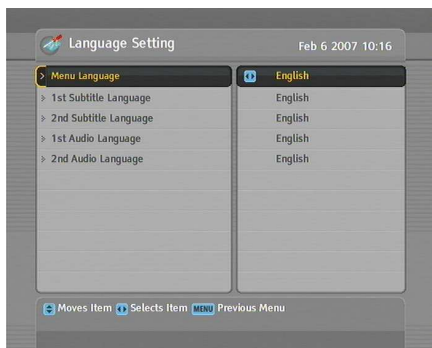 Language Setting
Feb 6 2007 10:16
Menu Language English
1st Subtitle Language English
2nd Subtitle Language English
1st Audio Language English
2nd Audio Language English
Moves Item Selects Item MENU Previous Menu